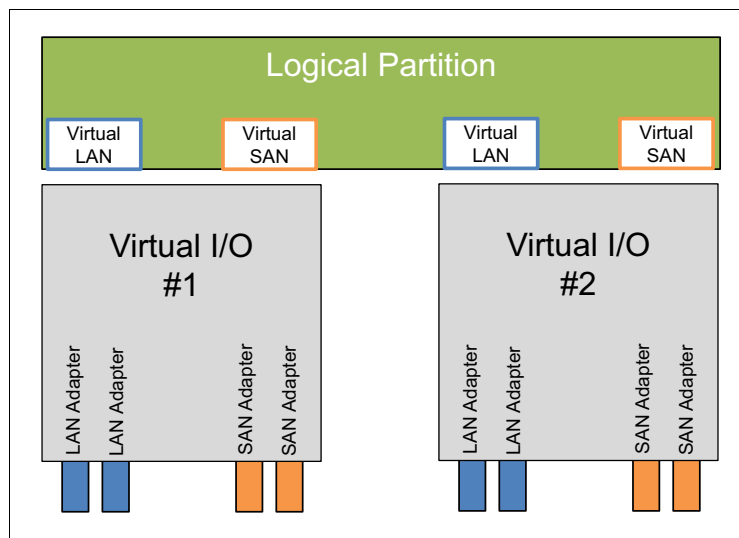 Logical Partition
Virtual
LAN
Virtual
SAN
Virtual
LAN
Virtual
SAN
Virtual I/O
#1
LAN Adapter
LAN Adapter
SAN Adapter
SAN Adapter
Virtual I/O
#2
LAN Adapter
LAN Adapter
SAN Adapter
SAN Adapter